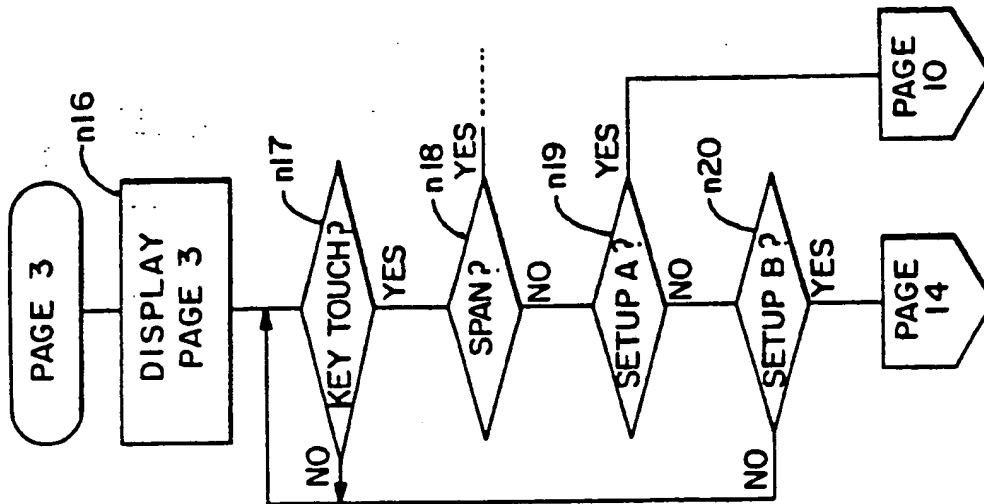 PAGE 3
DISPLAY
PAGE 3
n16
KEY TOUCH?
n17
NO
YES
SPAN?
n18
YES
NO
SETUP A?
n19
YES
NO
SETUP B?
n20
NO
YES
PAGE
14
PAGE
10